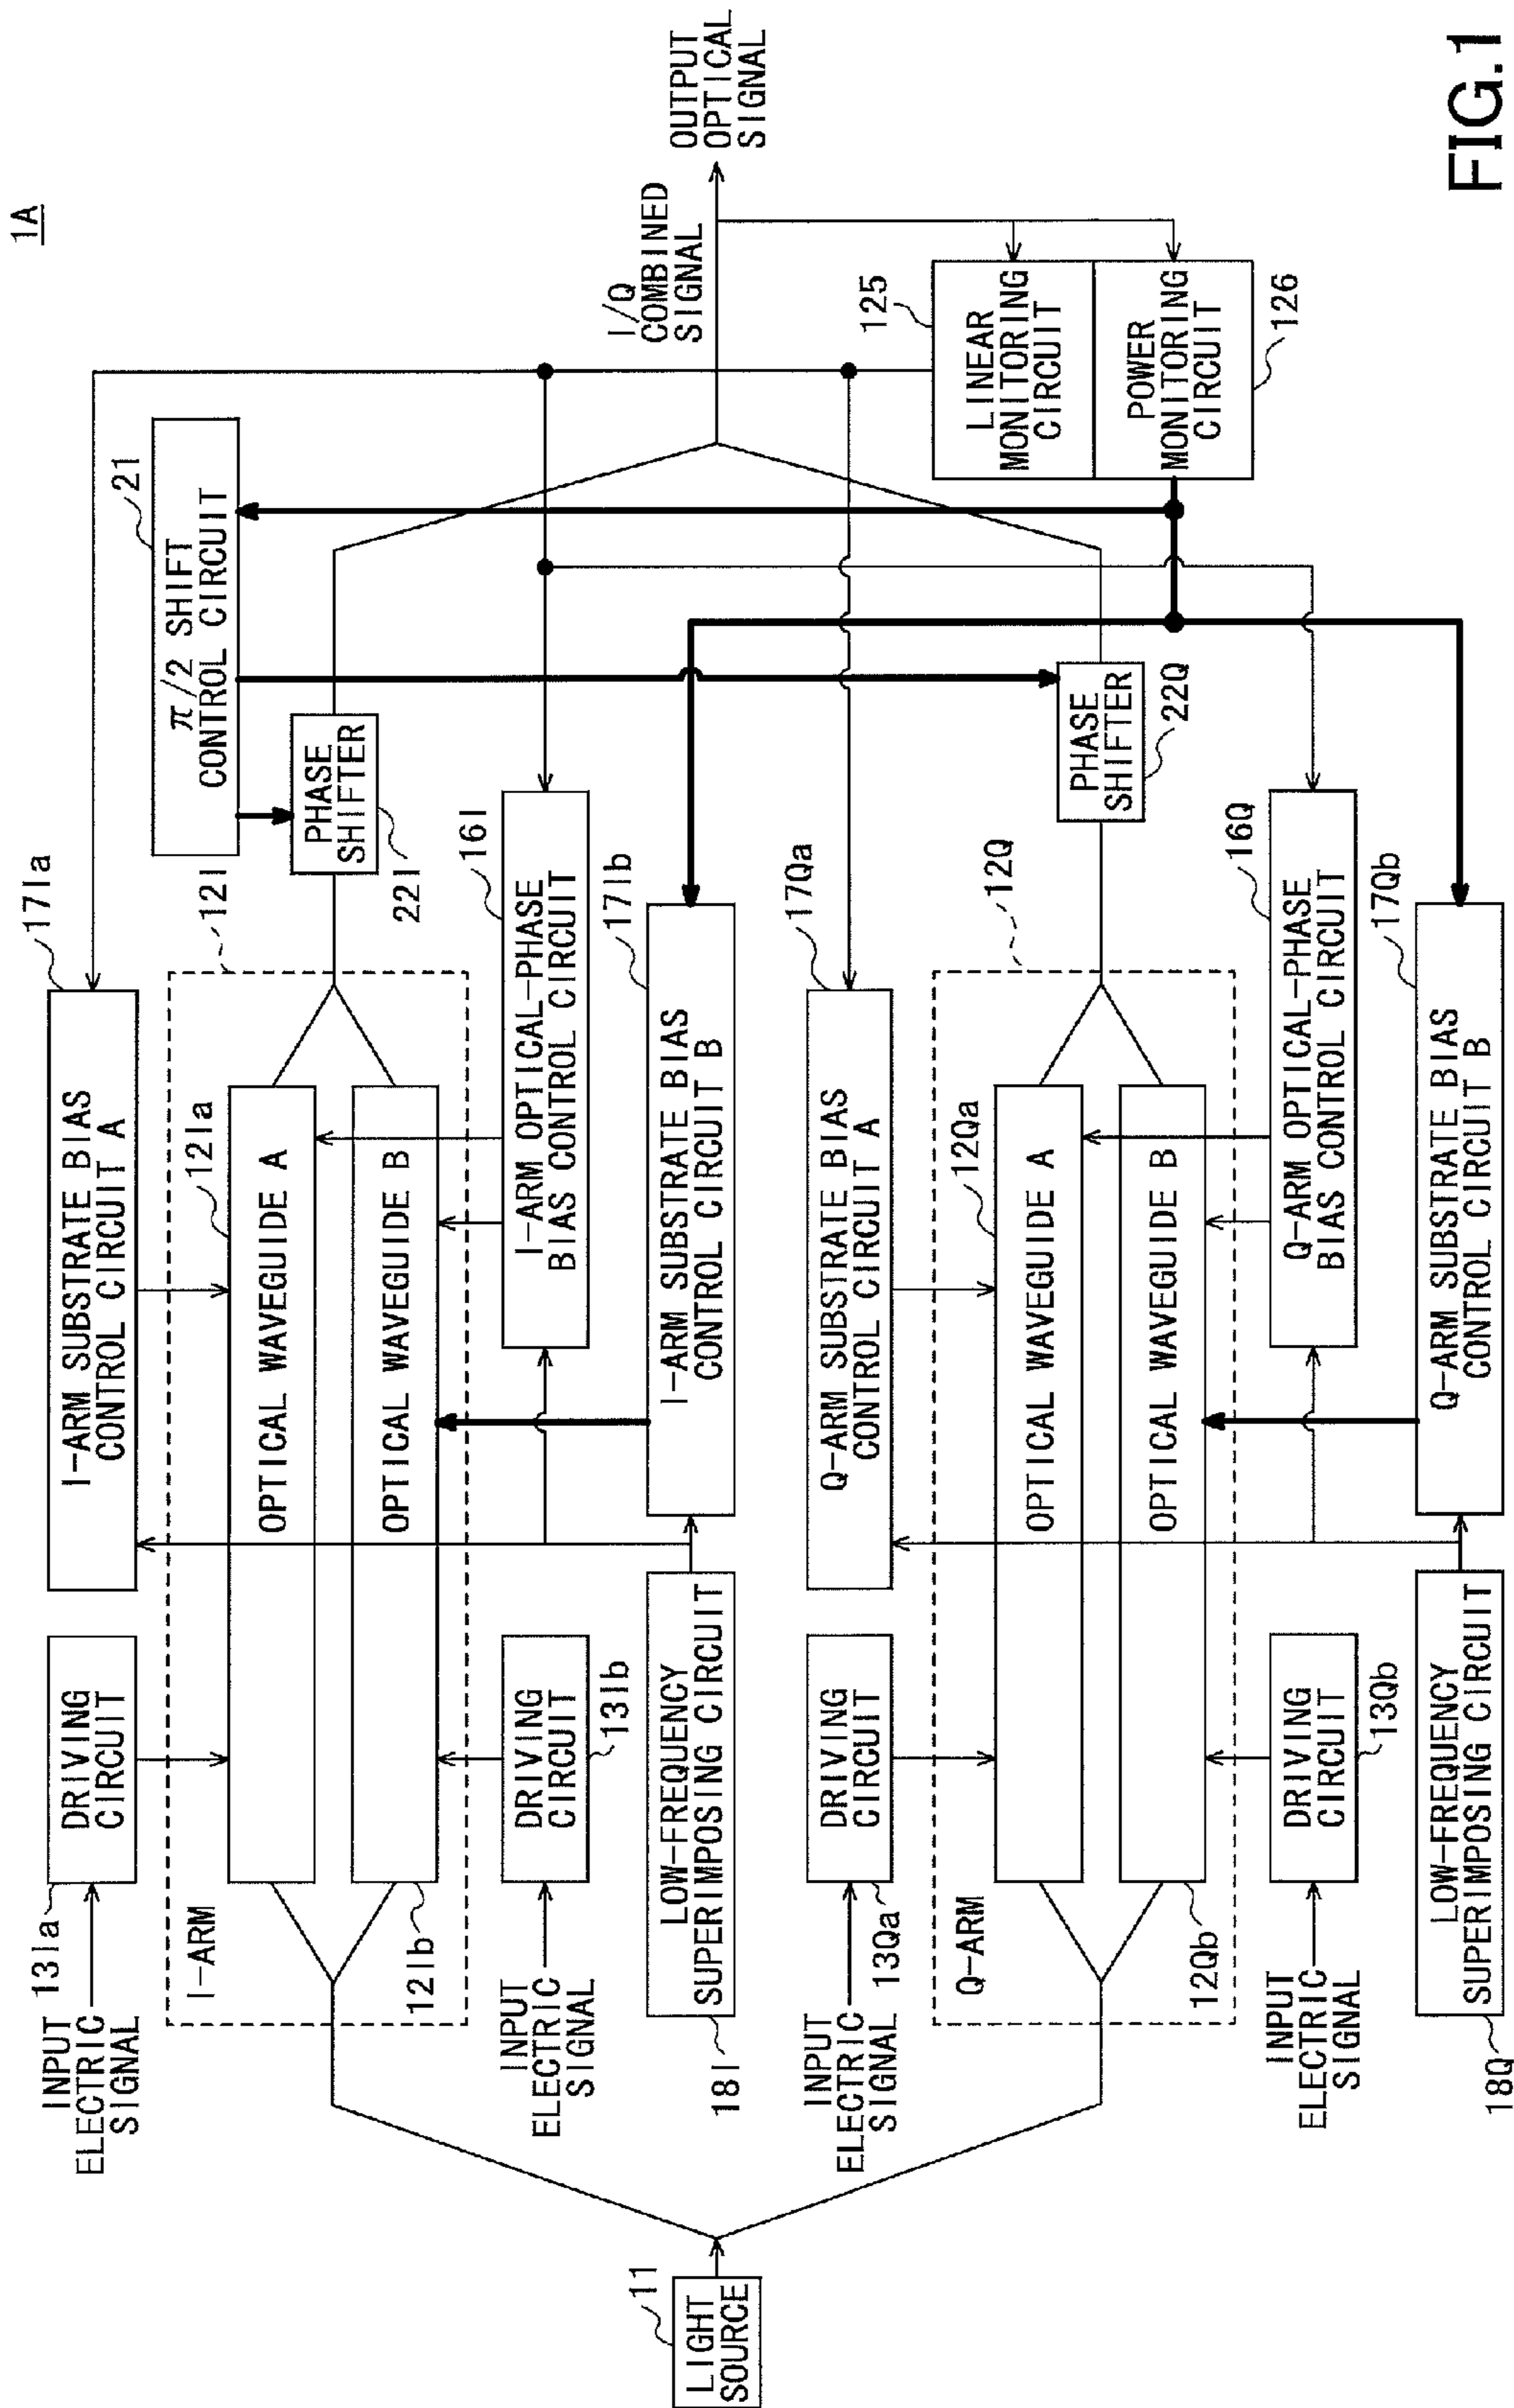 1A
INPUT
ELECTRIC
SIGNAL
13Ia
DRIVING
CIRCUIT
I-ARM SUBSTRATE BIAS
CONTROL CIRCUIT A
17Ia
π/2 SHIFT
CONTROL CIRCUIT
21
I-ARM
12Ia
OPTICAL WAVEGUIDE A
12I
OPTICAL WAVEGUIDE B
12Ib
PHASE
SHIFTER
22I
INPUT
ELECTRIC
SIGNAL
DRIVING
CIRCUIT
13Ib
I-ARM OPTICAL-PHASE
BIAS CONTROL CIRCUIT
16I
LOW-FREQUENCY
SUPERIMPOSING CIRCUIT
18I
I-ARM SUBSTRATE BIAS
CONTROL CIRCUIT B
17Ib
I/Q
COMBINED
SIGNAL
OUTPUT
OPTICAL
SIGNAL
11
LIGHT
SOURCE
INPUT
ELECTRIC
SIGNAL
13Qa
DRIVING
CIRCUIT
Q-ARM SUBSTRATE BIAS
CONTROL CIRCUIT A
17Qa
125
LINEAR
MONITORING
CIRCUIT
POWER
MONITORING
CIRCUIT
126
Q-ARM
12Qa
OPTICAL WAVEGUIDE A
12Q
OPTICAL WAVEGUIDE B
12Qb
PHASE
SHIFTER
22Q
INPUT
ELECTRIC
SIGNAL
DRIVING
CIRCUIT
13Qb
Q-ARM OPTICAL-PHASE
BIAS CONTROL CIRCUIT
16Q
LOW-FREQUENCY
SUPERIMPOSING CIRCUIT
18Q
Q-ARM SUBSTRATE BIAS
CONTROL CIRCUIT B
17Qb
FIG.1